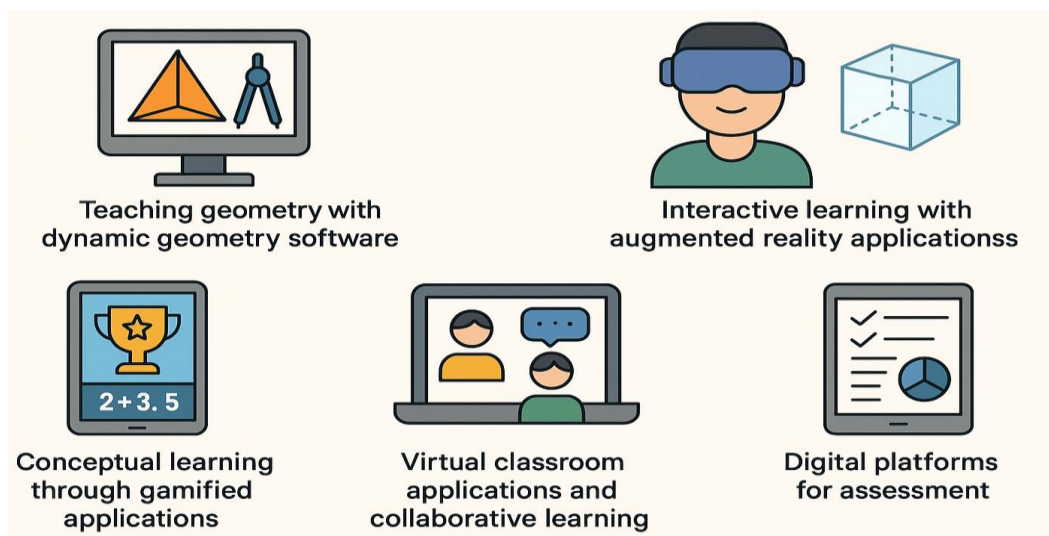 Teaching geometry with
dynamic geometry software
Interactive learning with
augmented reality applicationss
2+3. 5
Conceptual learning
through gamified
applications
Virtual classroom
applications and
collaborative learning
Digital platforms
for assessment